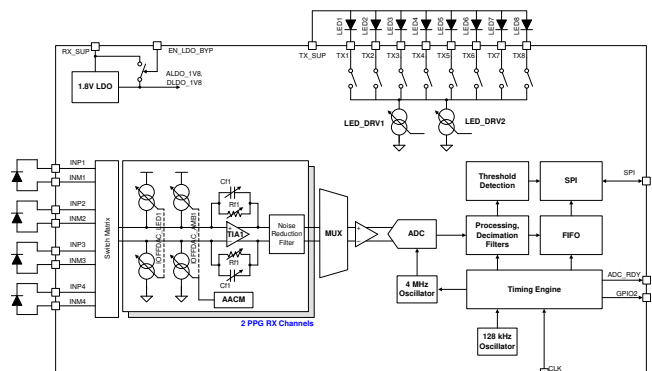 LED1 LED2 LED3 LED4 LED5 LED6 LED7 LED8
RX_SUP
EN_LDO_BYP
TX_SUP
TX1 TX2 TX3 TX4 TX5 TX6 TX7 TX8
1.8V LDO
ALDO_1V8,
DLDO_1V8
LED_DRV1
LED_DRV2
INP1
INM1
INP2
INM2
INP3
INM3
INP4
INM4
Switch Matrix
IOFFDAC_LED1
IOFFDAC_AMB1
Cf1
Rf1
+
TIA1
−
Rf1
Cf1
AACM
Noise
Reduction
Filter
2 PPG RX Channels
MUX
+
−
ADC
Threshold
Detection
SPI
SPI
Processing,
Decimation
Filters
FIFO
4 MHz
Oscillator
Timing Engine
ADC_RDY
GPIO2
128 kHz
Oscillator
CLK